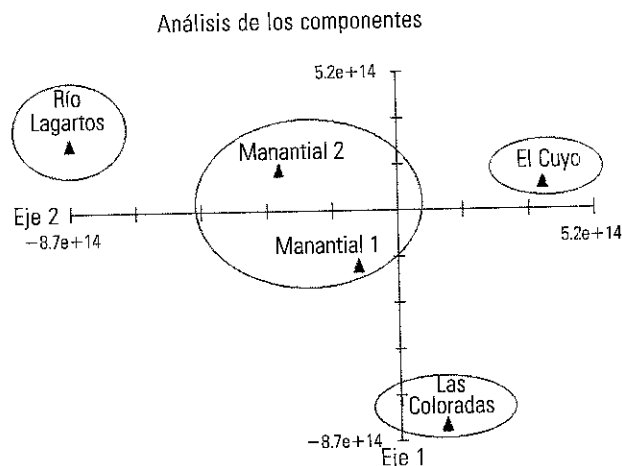 Análisis de los componentes
5.2e+14
Río
Lagartos
Manantial 2
El Cuyo
Eje 2
−8.7e+14
5.2e+14
Manantial 1
Las
Coloradas
−8.7e+14
Eje 1